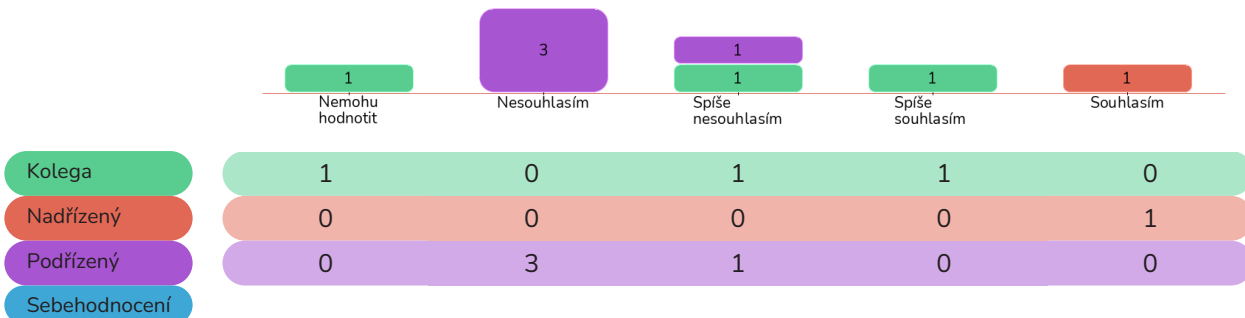 3
1
1
1
1
1
Nemohu
hodnotit
Nesouhlasím
Spíše
nesouhlasím
Spíše
souhlasím
Souhlasím
Kolega 1 0 1 1 0
Nadřízený 0 0 0 0 1
Podřízený 0 3 1 0 0
Sebehodnocení